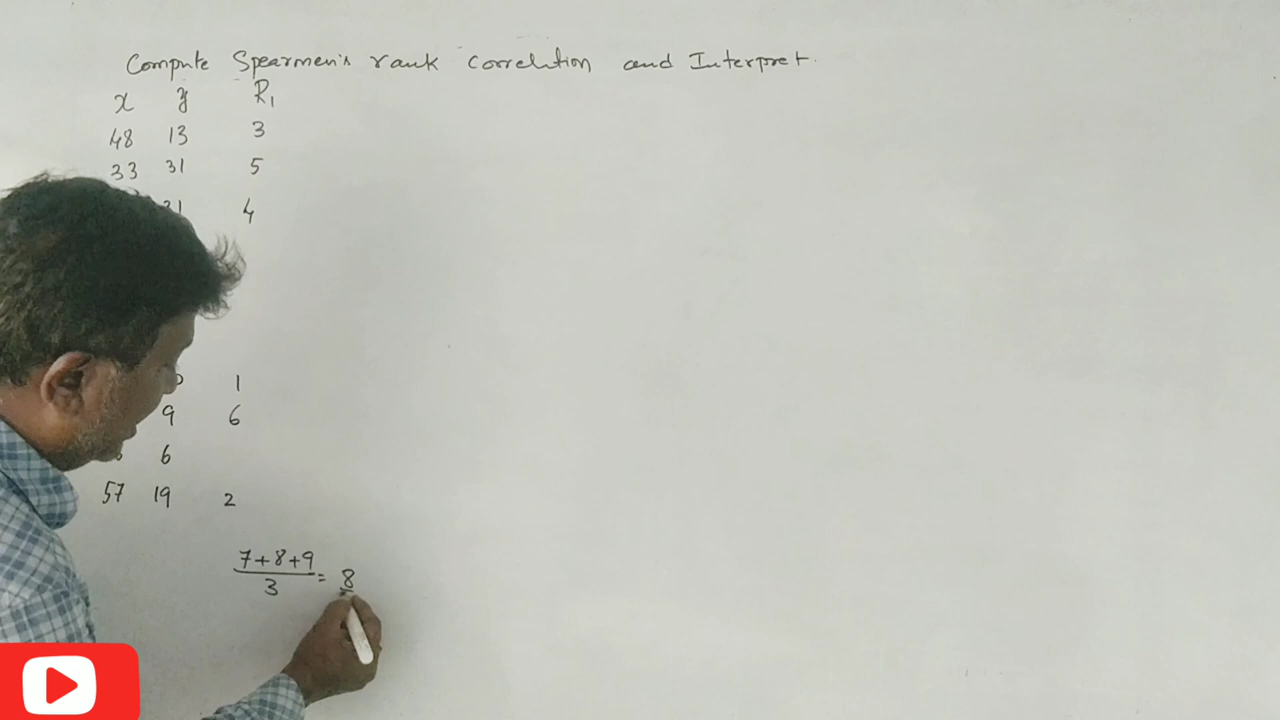 Compute Spearmen's rank correlation and Interpret.
x y R1
48 13 3
33 31 5
31 4
1
9 6
6
57 19 2
7+8+9
3 = 8